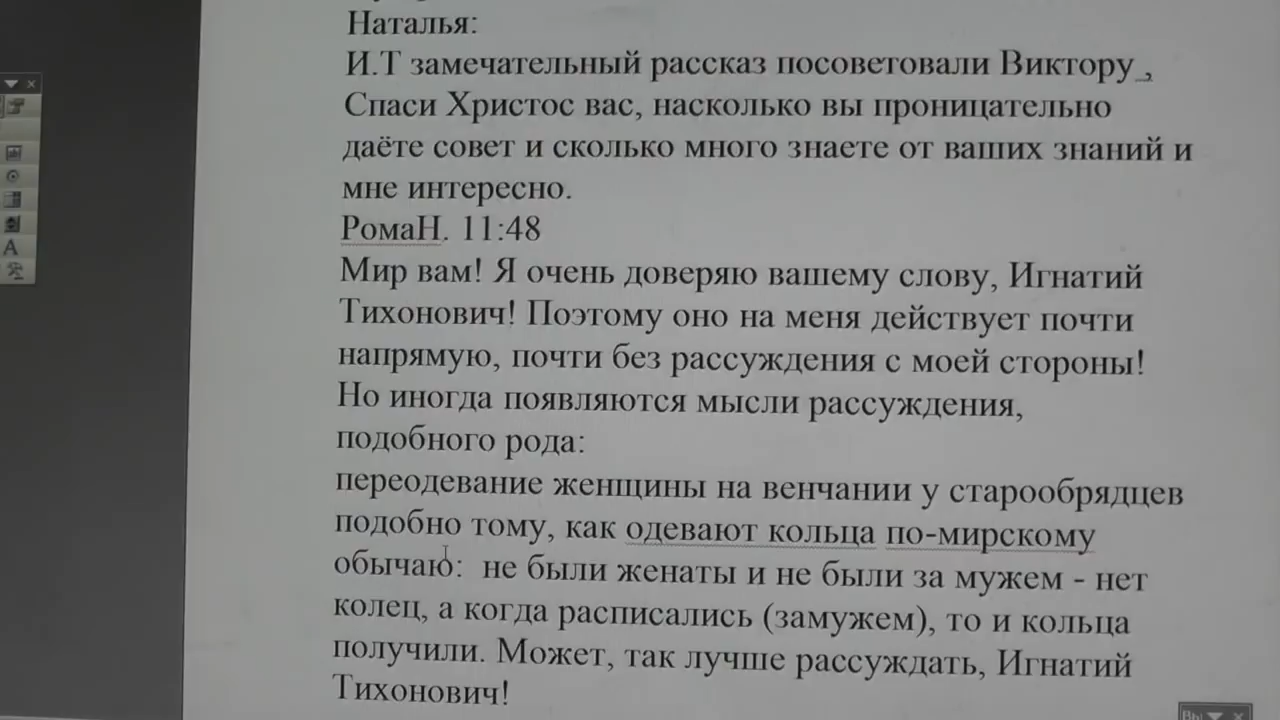 Наталья:
И.Т замечательный рассказ посоветовали Виктору ,
Спаси Христос вас, насколько вы проницательно
даёте совет и сколько много знаете от ваших знаний и
мне интересно.
РомаН. 11:48
Мир вам! Я очень доверяю вашему слову, Игнатий
Тихонович! Поэтому оно на меня действует почти
напрямую, почти без рассуждения с моей стороны!
Но иногда появляются мысли рассуждения,
подобного рода:
переодевание женщины на венчании у старообрядцев
подобно тому, как одевают кольца по-мирскому
обычаю: не были женаты и не были за мужем - нет
колец, а когда расписались (замужем), то и кольца
получили. Может, так лучше рассуждать, Игнатий
Тихонович!